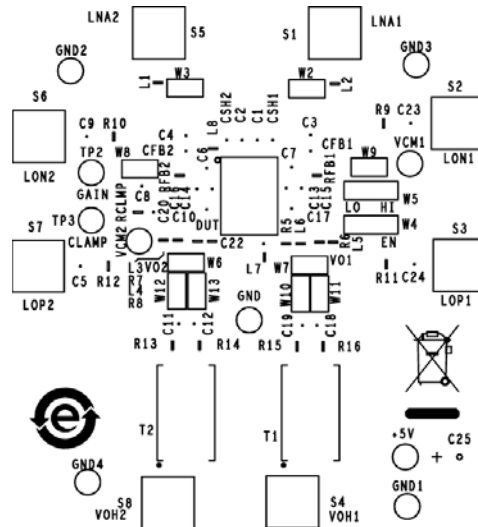 LNA2
S5
S1
LNA1
GND2
GND3
S6
L1
W3
W2
L2
S2
C9
R10
C4
L8
CSH2
C2
C1
CSH1
C3
R9
C23
LON2
TP2
W8
CFB2
C6
C7
CFB1
W9
VCM1
LON1
GAIN
RFB2
RFB1
C8
C14
C13
C15
W5
S7
TP3
RCLMP
C20
C10
DUT
R5
L6
C17
LO
HI
W4
S3
CLAMP
VCM2
C22
R6
L5
EN
C5
R12
L3
VO2
W6
L7
W7
VO1
R11
C24
LOP2
R7
L4
R8
W12
W13
GND
W10
W11
LOP1
C11
C12
C19
C18
R13
R14
R15
R16
e
T2
T1
+5V
+
C25
GND4
S8
VOH2
S4
VOH1
GND1